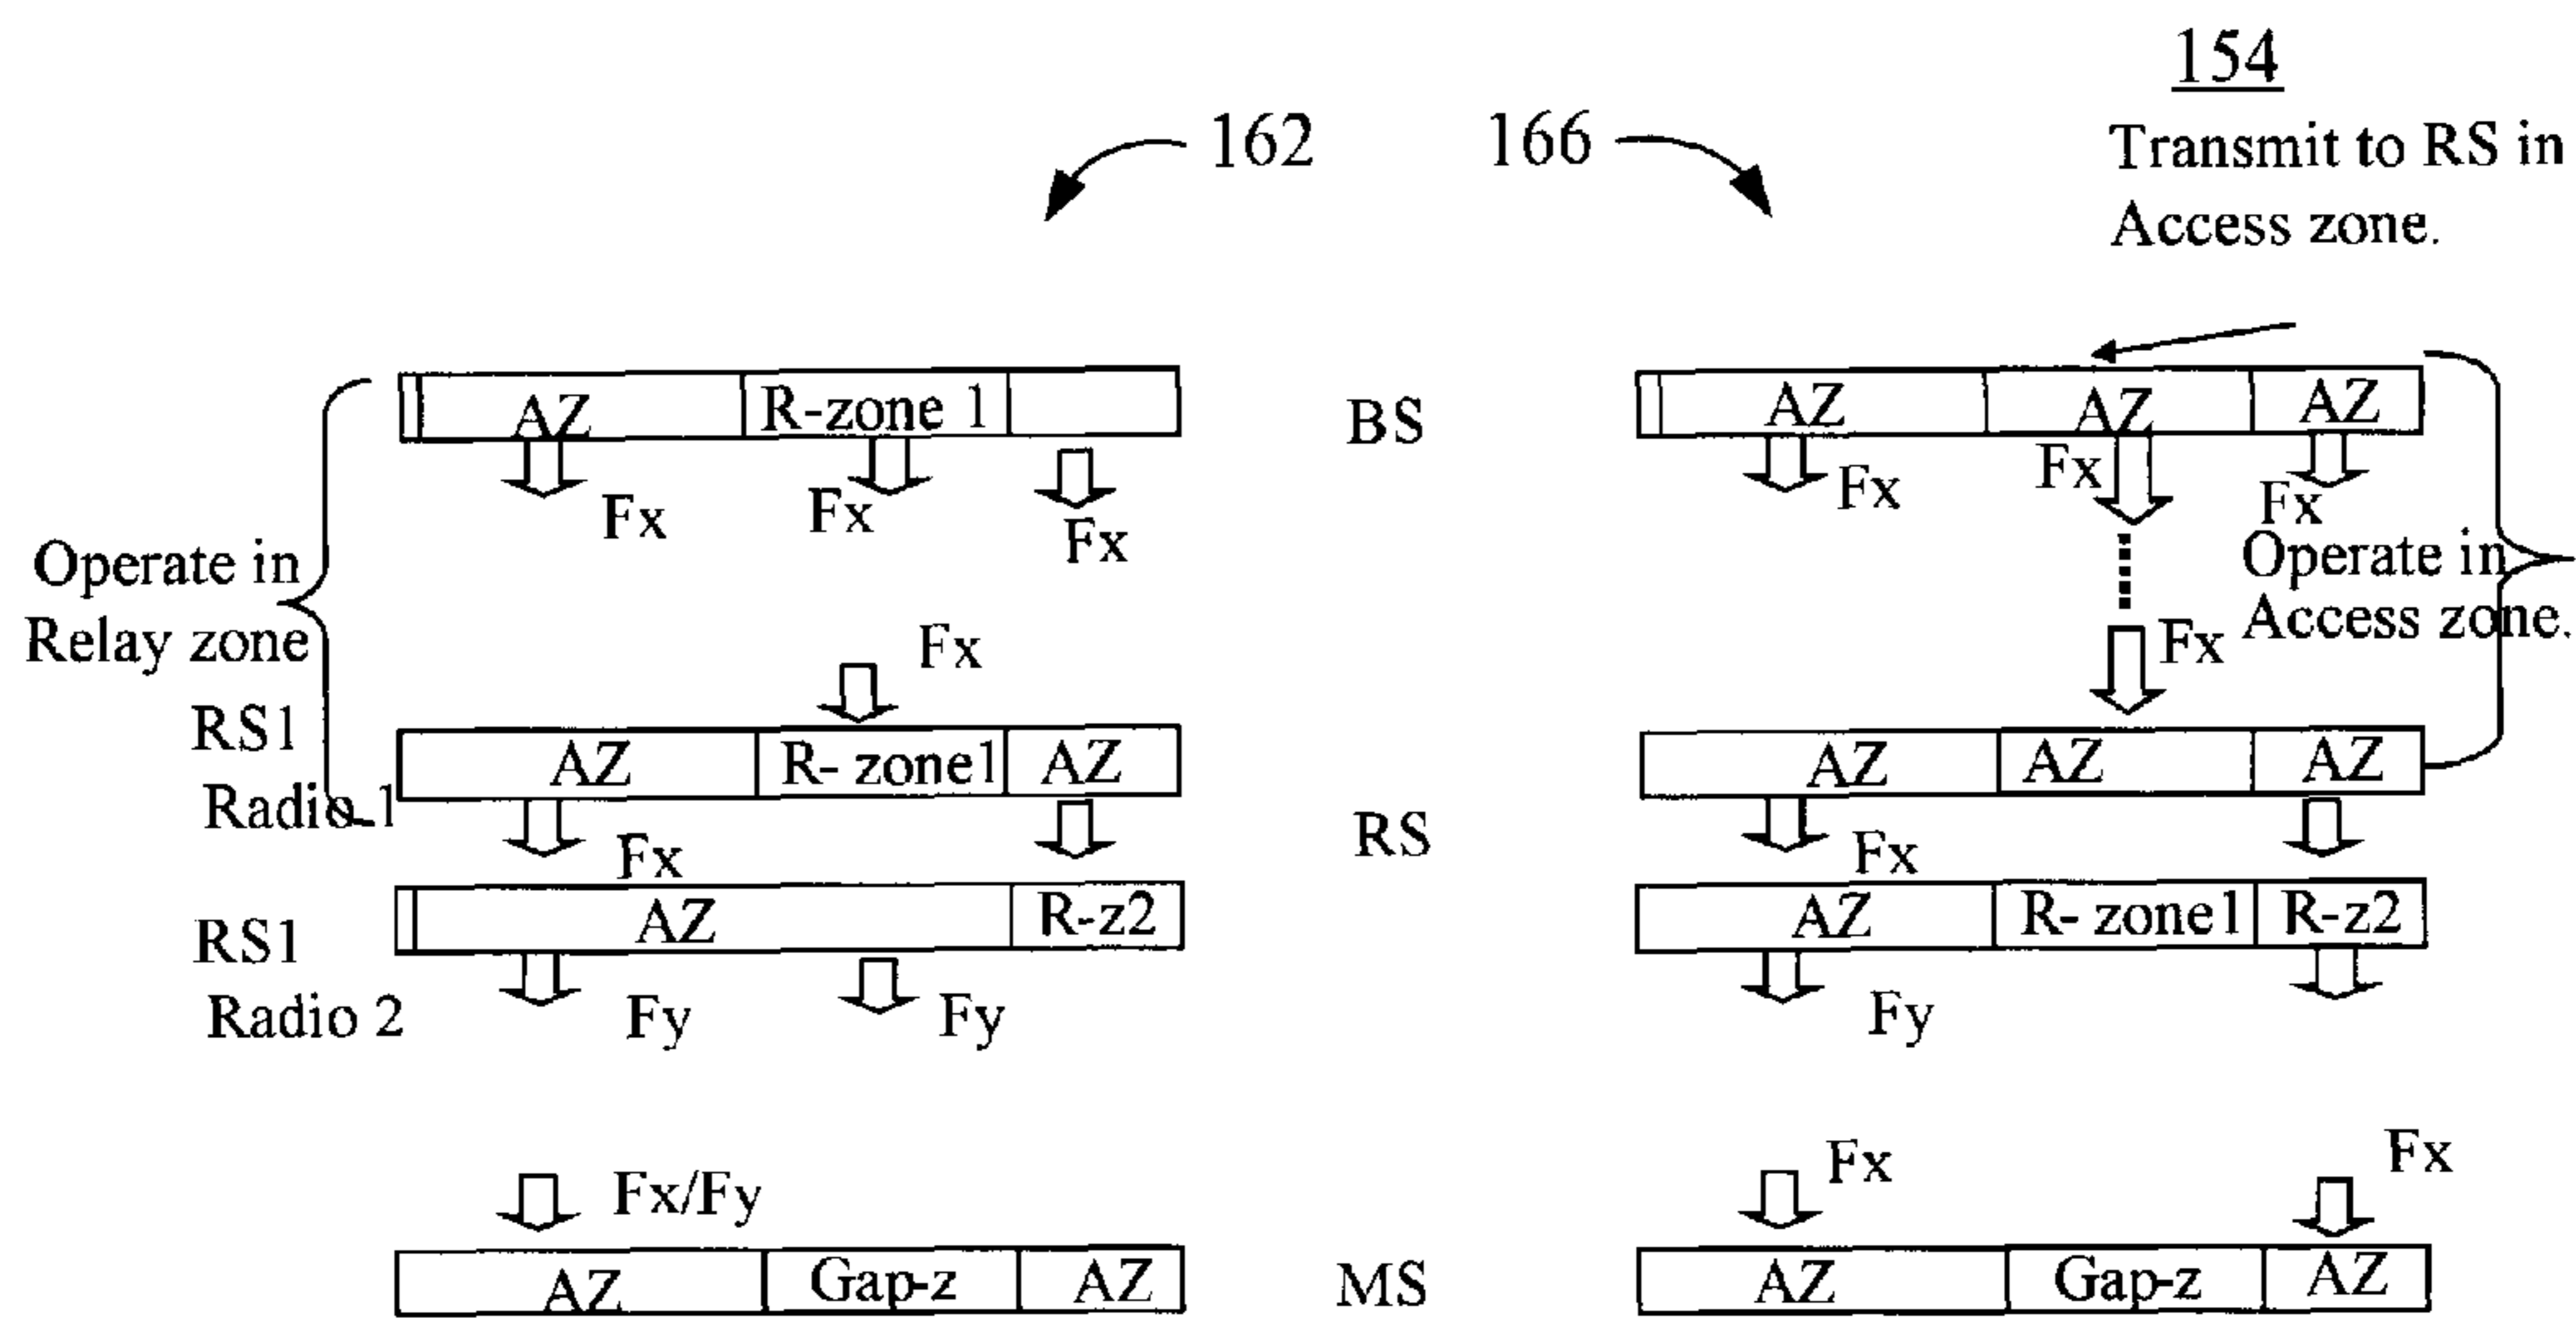 154
Transmit to RS in
Access zone.
162
166
AZ
R-zone 1
BS
AZ
AZ
AZ
Fx
Fx
Fx
Fx
Fx
Fx
Operate in
Relay zone
Operate in
Access zone.
Fx
Fx
RS1
Radio 1
AZ
R- zone1
AZ
AZ
AZ
AZ
Fx
RS
Fx
RS1
Radio 2
AZ
R-z2
AZ
R- zone1
R-z2
Fy
Fy
Fy
Fx/Fy
Fx
Fx
AZ
Gap-z
AZ
MS
AZ
Gap-z
AZ